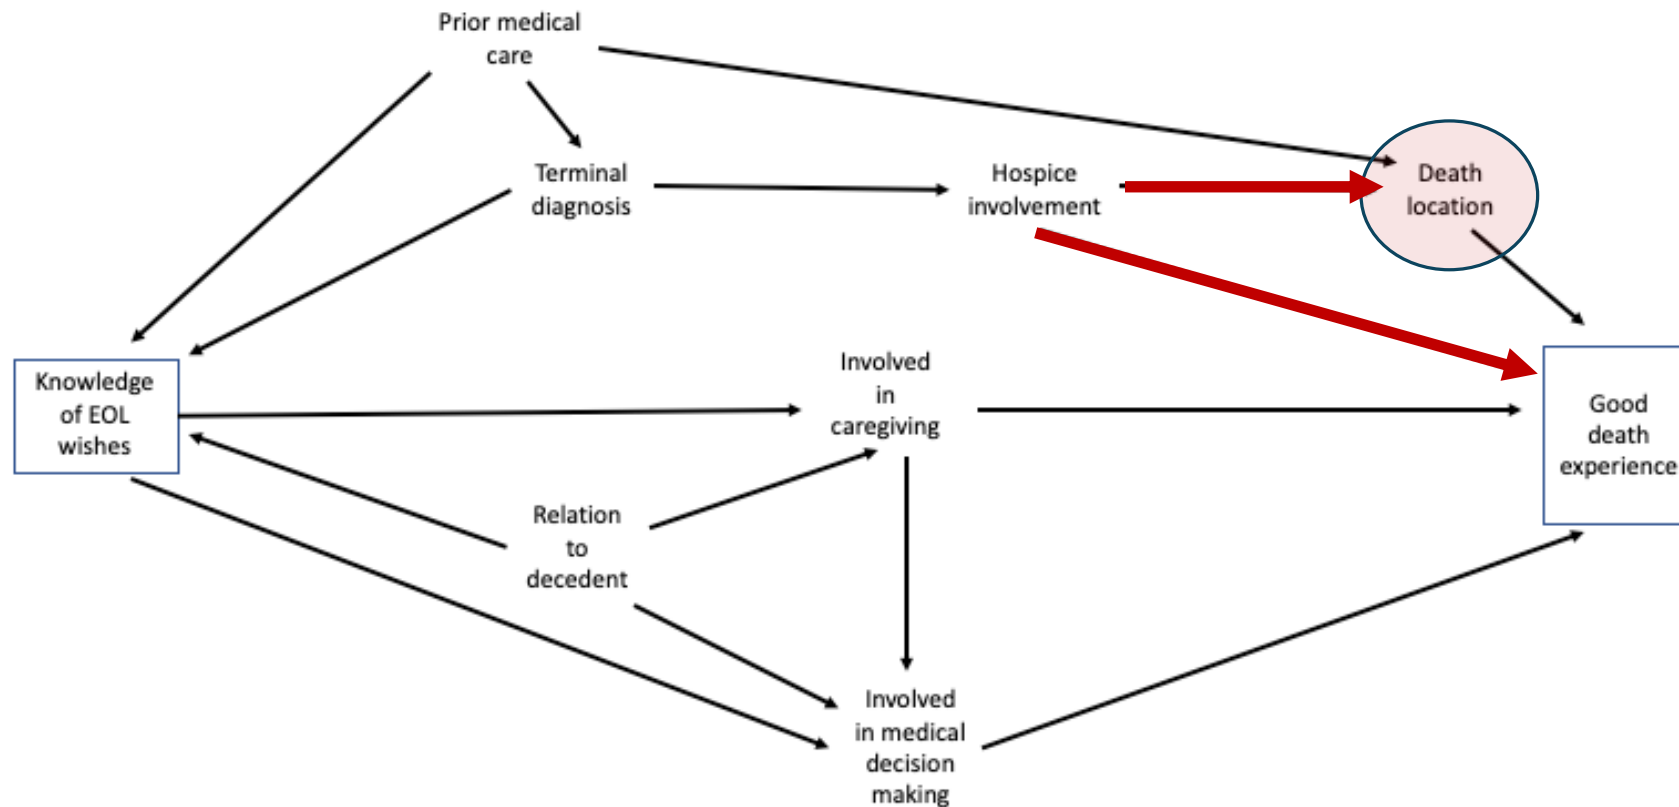 Prior medical
care
Terminal
diagnosis
Hospice
involvement
Death
location
Knowledge
of EOL
wishes
Involved
in
caregiving
Good
death
experience
Relation
to
decedent
Involved
in medical
decision
making